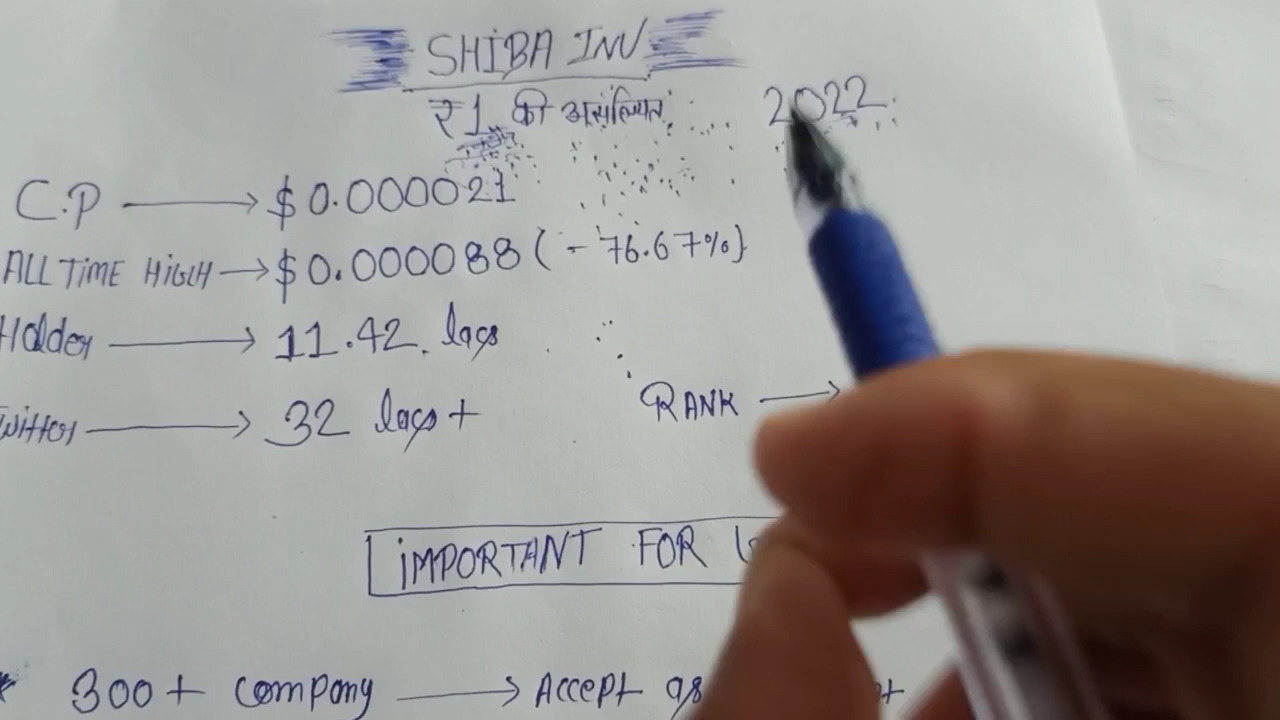 SHIBA INU
₹1 की असलियत 2022
C.P → $0.000021
ALL TIME HIGH → $0.000088 (-76.67%)
Holder → 11.42 lacs
Twitter → 32 lacs +
RANK →
IMPORTANT FOR
300+ company → Accept as